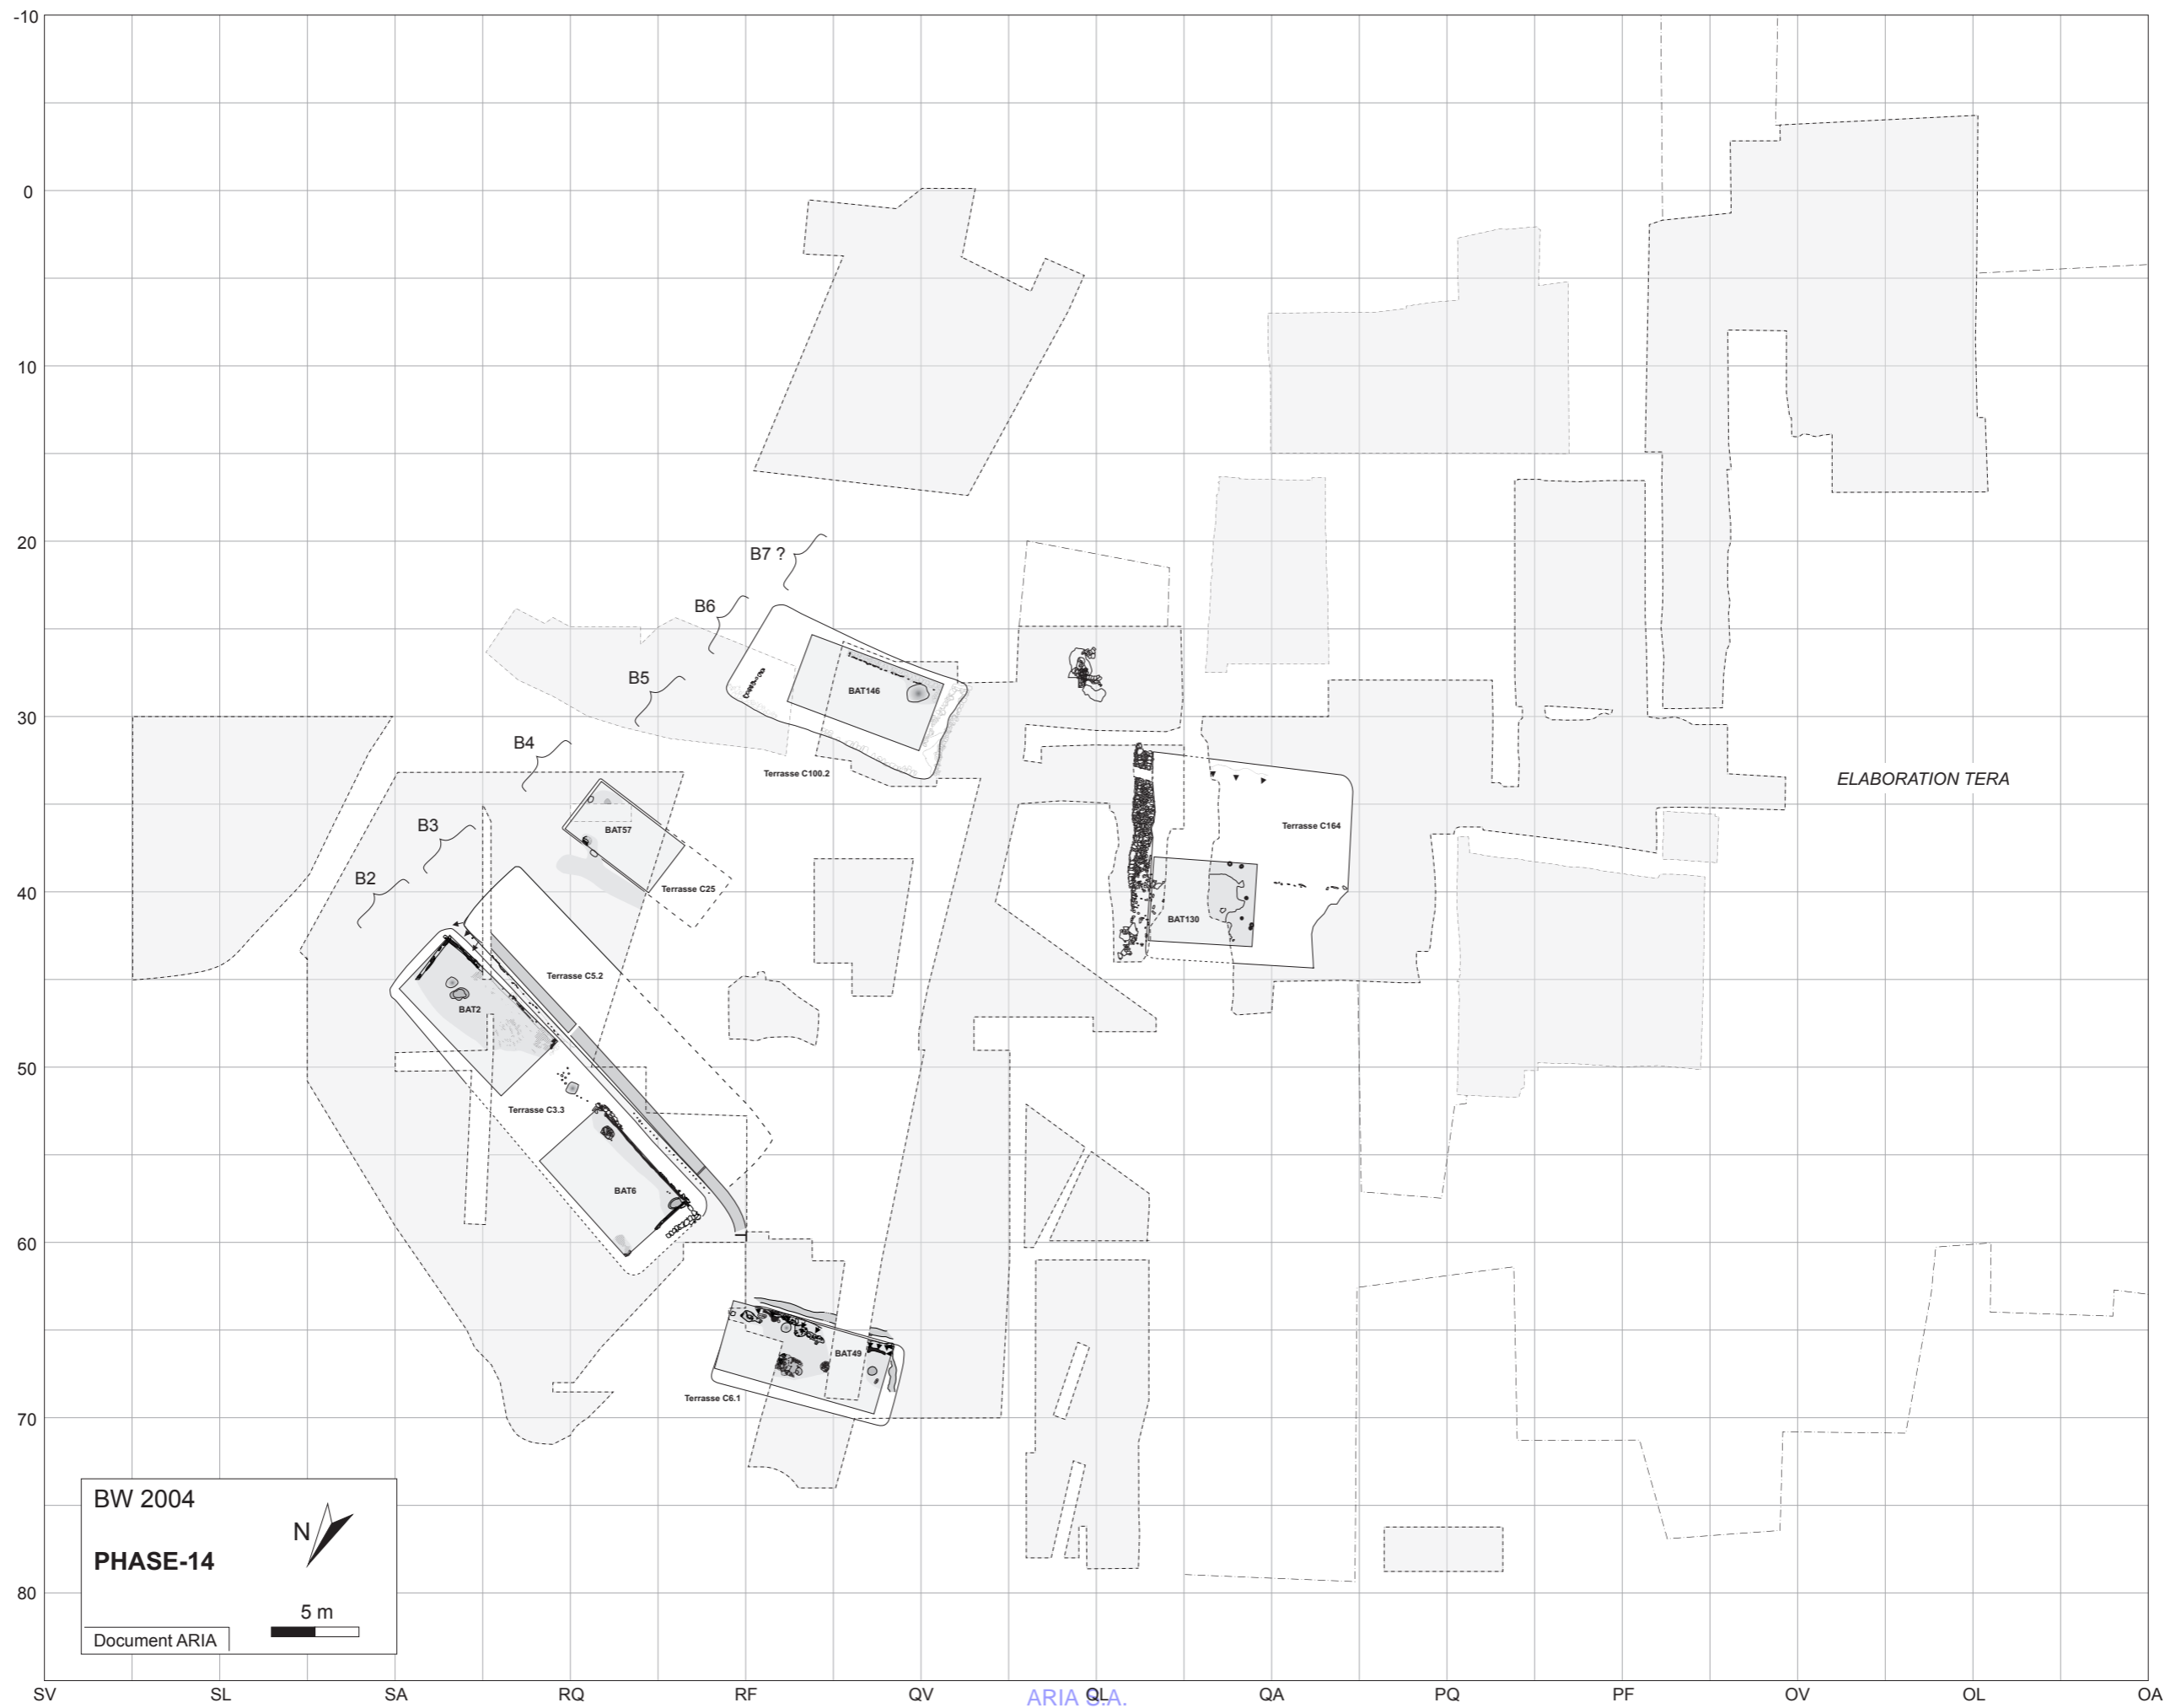 -10
0
10
20
30
40
50
60
70
80
B7 ?
B6
B5
B4
B3
B2
BAT146
Terrasse C100.2
BAT57
Terrasse C25
ELABORATION TERA
Terrasse C164
BAT130
Terrasse C5.2
BAT2
Terrasse C3.3
BAT6
BAT49
Terrasse C6.1
BW 2004
N
PHASE-14
5 m
Document ARIA
SV SL SA RQ RF QV QL QA PQ PF OV OL OA
ARIA S.A.